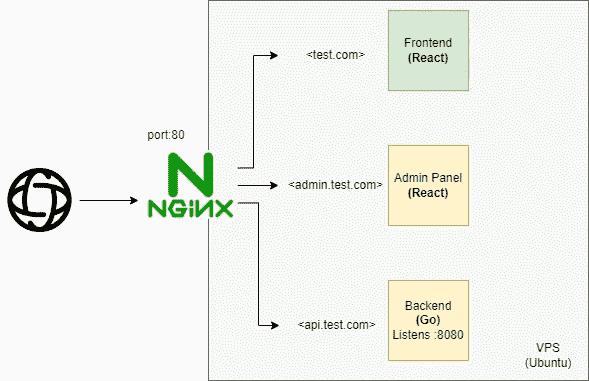 port:80
NGiNX
<test.com>
Frontend
(React)
<admin.test.com>
Admin Panel
(React)
<api.test.com>
Backend
(Go)
Listens :8080
VPS
(Ubuntu)